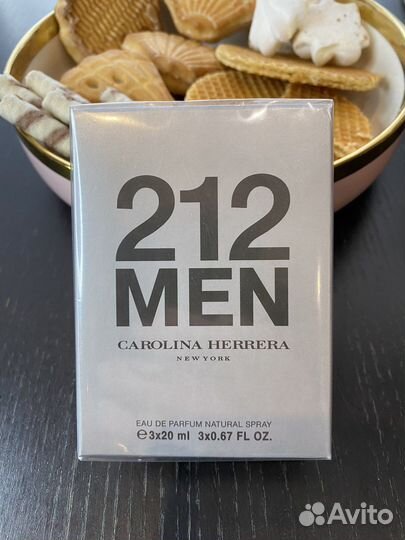 212
MEN
CAROLINA HERRERA
NEW YORK
EAU DE PARFUM NATURAL SPRAY
℮3x20 ml 3x0.67 FL OZ.
Avito